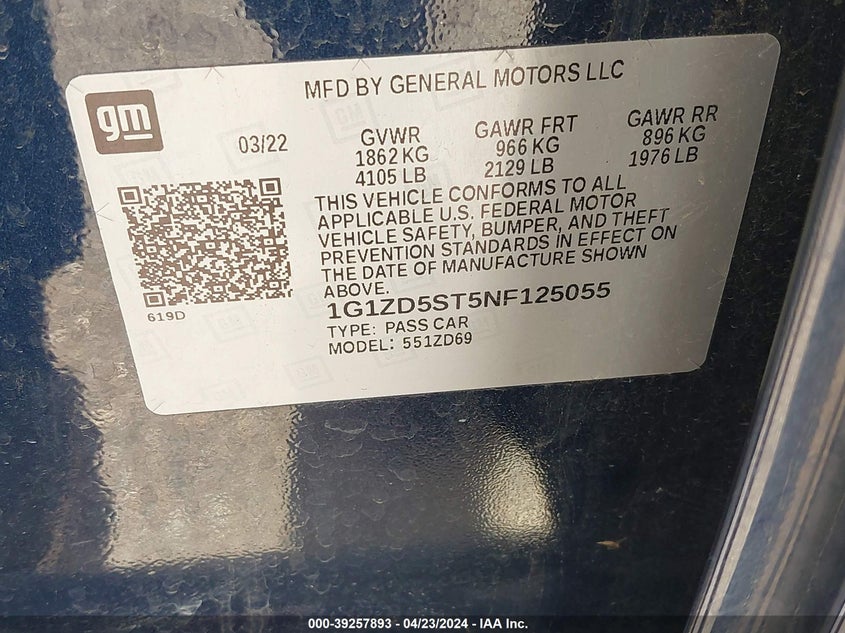 MFD BY GENERAL MOTORS LLC
gm
03/22
GVWR
1862 KG
4105 LB
GAWR FRT
966 KG
2129 LB
GAWR RR
896 KG
1976 LB
THIS VEHICLE CONFORMS TO ALL
APPLICABLE U.S. FEDERAL MOTOR
VEHICLE SAFETY, BUMPER, AND THEFT
PREVENTION STANDARDS IN EFFECT ON
THE DATE OF MANUFACTURE SHOWN
ABOVE.
619D
1G1ZD5ST5NF125055
TYPE: PASS CAR
MODEL: 551ZD69
000-39257893 - 04/23/2024 - IAA Inc.